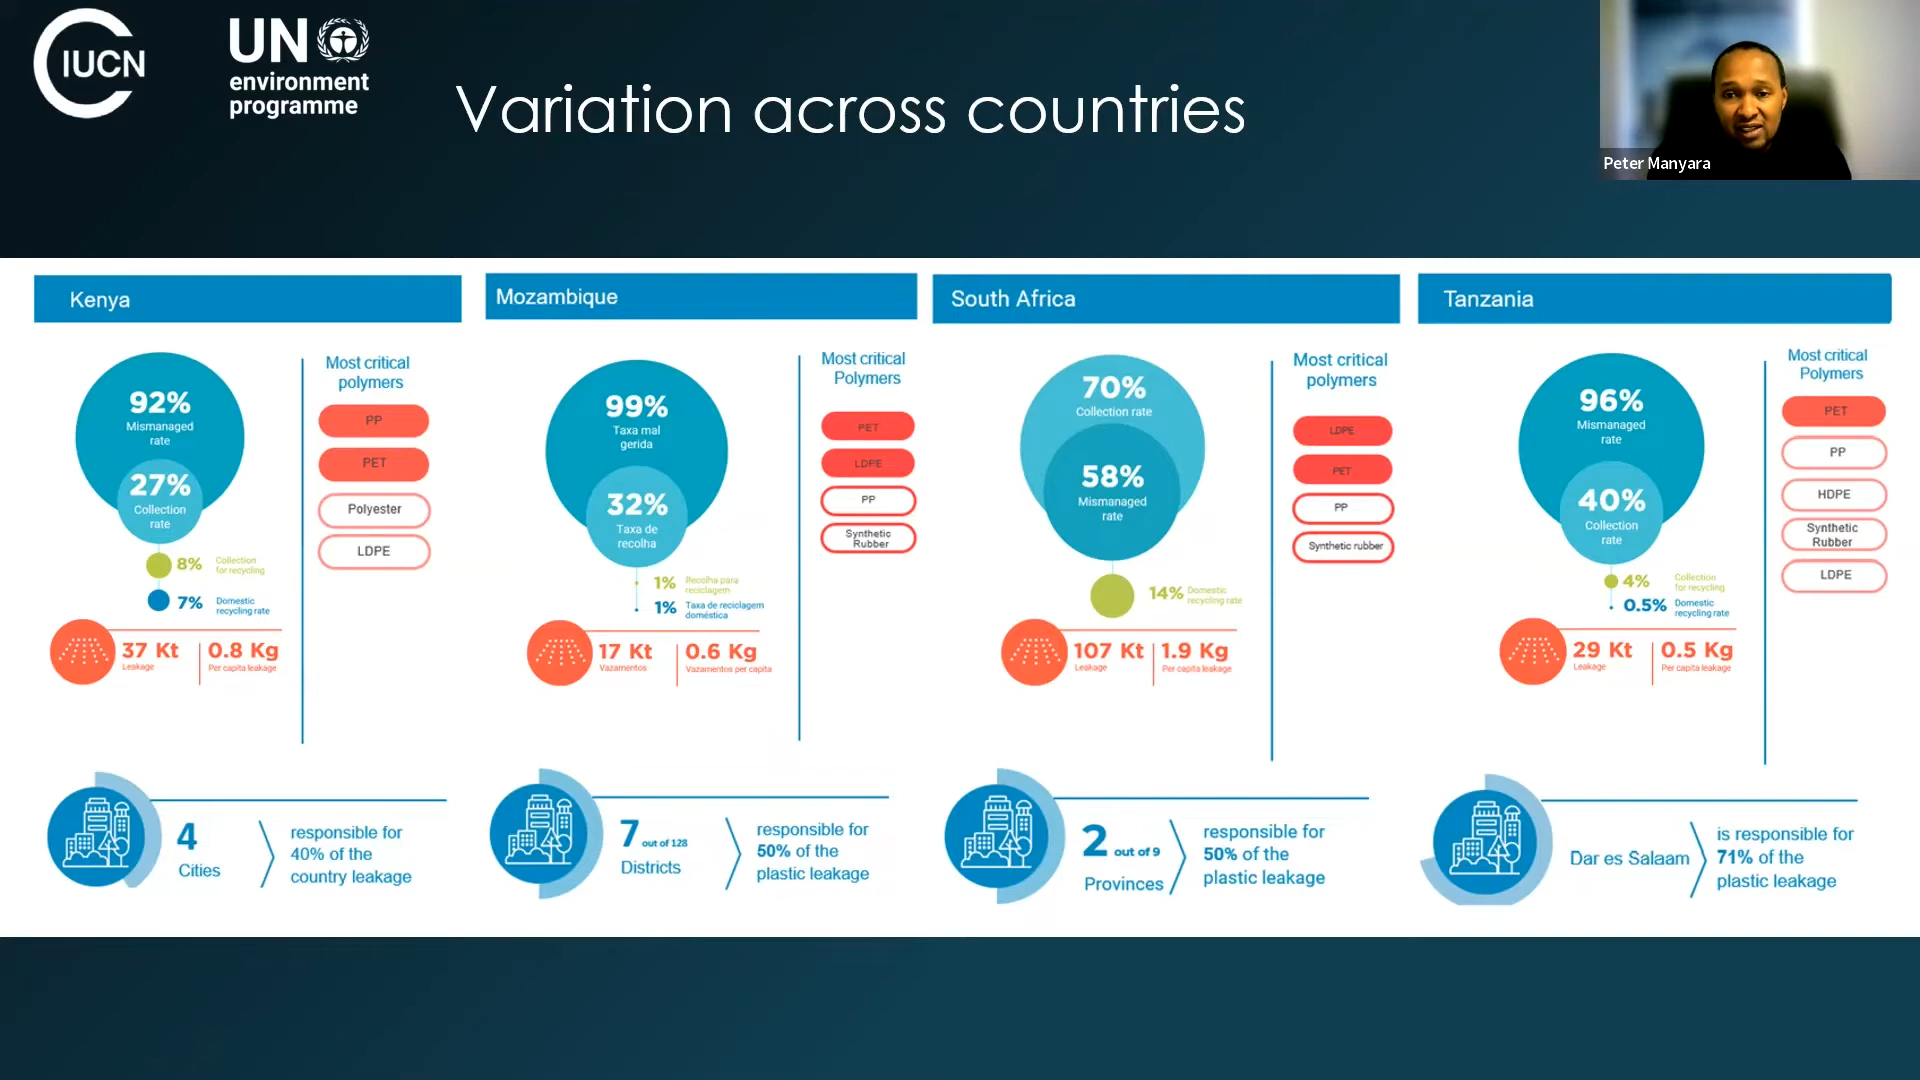 IUCN
UN
environment
programme
Variation across countries
Peter Manyara
Kenya
92%
Mismanaged
rate
27%
Collection
rate
8%
Collection
for recycling
7%
Domestic
recycling rate
37 Kt
Leakage
0.8 Kg
Per capita leakage
Most critical
polymers
PP
PET
Polyester
LDPE
4
Cities
responsible for
40% of the
country leakage
Mozambique
99%
Taxa mal
gerida
32%
Taxa de
recolha
1%
Recolha para
reciclagem
1%
Taxa de reciclagem
doméstica
17 Kt
Vazamentos
0.6 Kg
Vazamentos per capita
Most critical
Polymers
PET
LDPE
PP
Synthetic
Rubber
7 out of 128
Districts
responsible for
50% of the
plastic leakage
South Africa
70%
Collection rate
58%
Mismanaged
rate
14%
Domestic
recycling rate
107 Kt
Leakage
1.9 Kg
Per capita leakage
Most critical
polymers
LDPE
PET
PP
Synthetic rubber
2 out of 9
Provinces
responsible for
50% of the
plastic leakage
Tanzania
96%
Mismanaged
rate
40%
Collection
rate
4%
Collection
for recycling
0.5%
Domestic
recycling rate
29 Kt
Leakage
0.5 Kg
Per capita leakage
Most critical
Polymers
PET
PP
HDPE
Synthetic
Rubber
LDPE
Dar es Salaam
is responsible for
71% of the
plastic leakage